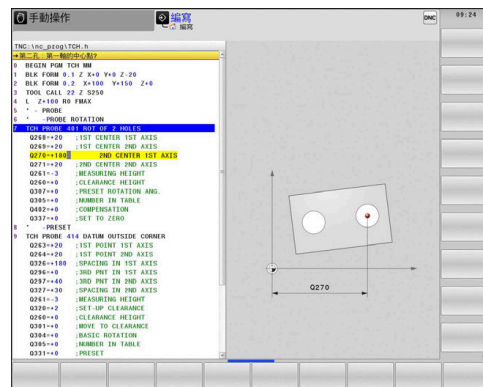 手動操作
編寫
編寫
DNC
09:24
TNC:\nc_prog\TCH.h
→第二孔:第一軸的中心點?
0 BEGIN PGM TCH MM
1 BLK FORM 0.1 Z X+0 Y+0 Z-20
2 BLK FORM 0.2 X+100 Y+150 Z+0
3 TOOL CALL 22 Z S250
4 L Z+100 R0 FMAX
5 * - PROBE
6 * -PROBE ROTATION
7 TCH PROBE 401 ROT OF 2 HOLES
Q268=+20 ;1ST CENTER 1ST AXIS
Q269=+20 ;1ST CENTER 2ND AXIS
Q270=+180 2ND CENTER 1ST AXIS
Q271=+20 ;2ND CENTER 2ND AXIS
Q261=-3 ;MEASURING HEIGHT
Q260=+0 ;CLEARANCE HEIGHT
Q307=+0 ;PRESET ROTATION ANG.
Q305=+0 ;NUMBER IN TABLE
Q402=+0 ;COMPENSATION
Q337=+0 ;SET TO ZERO
8 * -PRESET
9 TCH PROBE 414 DATUM OUTSIDE CORNER
Q263=+20 ;1ST POINT 1ST AXIS
Q264=+20 ;1ST POINT 2ND AXIS
Q326=+180 ;SPACING IN 1ST AXIS
Q296=+0 ;3RD PNT IN 1ST AXIS
Q297=+40 ;3RD PNT IN 2ND AXIS
Q327=+30 ;SPACING IN 2ND AXIS
Q261=-3 ;MEASURING HEIGHT
Q320=+2 ;SET-UP CLEARANCE
Q260=+0 ;CLEARANCE HEIGHT
Q301=+0 ;MOVE TO CLEARANCE
Q304=+0 ;BASIC ROTATION
Q305=+0 ;NUMBER IN TABLE
Q331=+0 ;PRESET
Q270